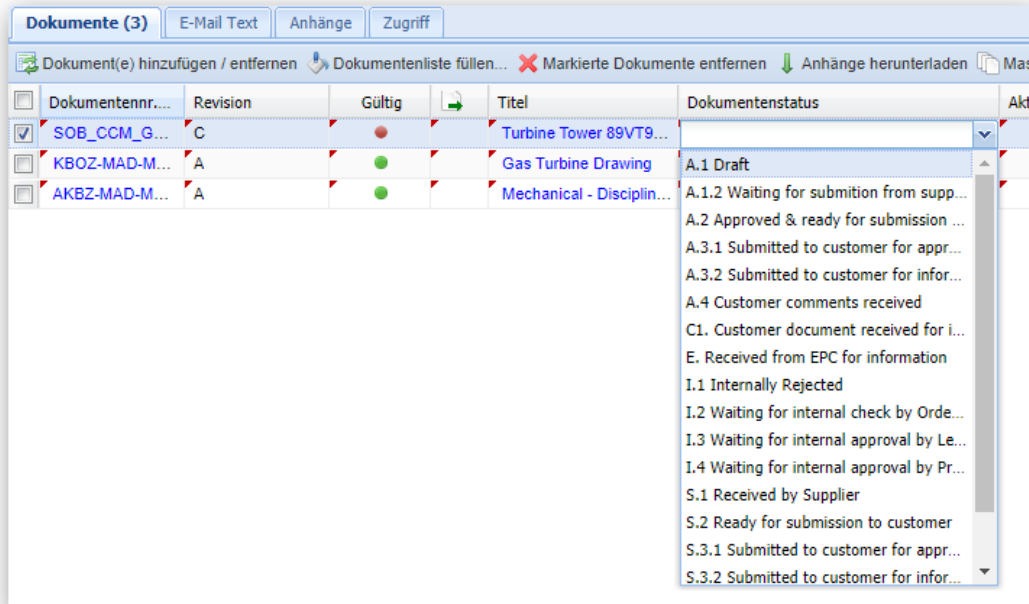 Dokumente (3) E-Mail Text Anhänge Zugriff
Dokument(e) hinzufügen / entfernen Dokumentenliste füllen... Markierte Dokumente entfernen Anhänge herunterladen Mas
Dokumentennr.... Revision Gültig Titel Dokumentenstatus Akt
SOB_CCM_G... C Turbine Tower 89VT9...
KBOZ-MAD-M... A Gas Turbine Drawing
AKBZ-MAD-M... A Mechanical - Disciplin...
A.1 Draft
A.1.2 Waiting for submition from supp...
A.2 Approved & ready for submission ...
A.3.1 Submitted to customer for appr...
A.3.2 Submitted to customer for infor...
A.4 Customer comments received
C1. Customer document received for i...
E. Received from EPC for information
I.1 Internally Rejected
I.2 Waiting for internal check by Orde...
I.3 Waiting for internal approval by Le...
I.4 Waiting for internal approval by Pr...
S.1 Received by Supplier
S.2 Ready for submission to customer
S.3.1 Submitted to customer for appr...
S.3.2 Submitted to customer for infor...